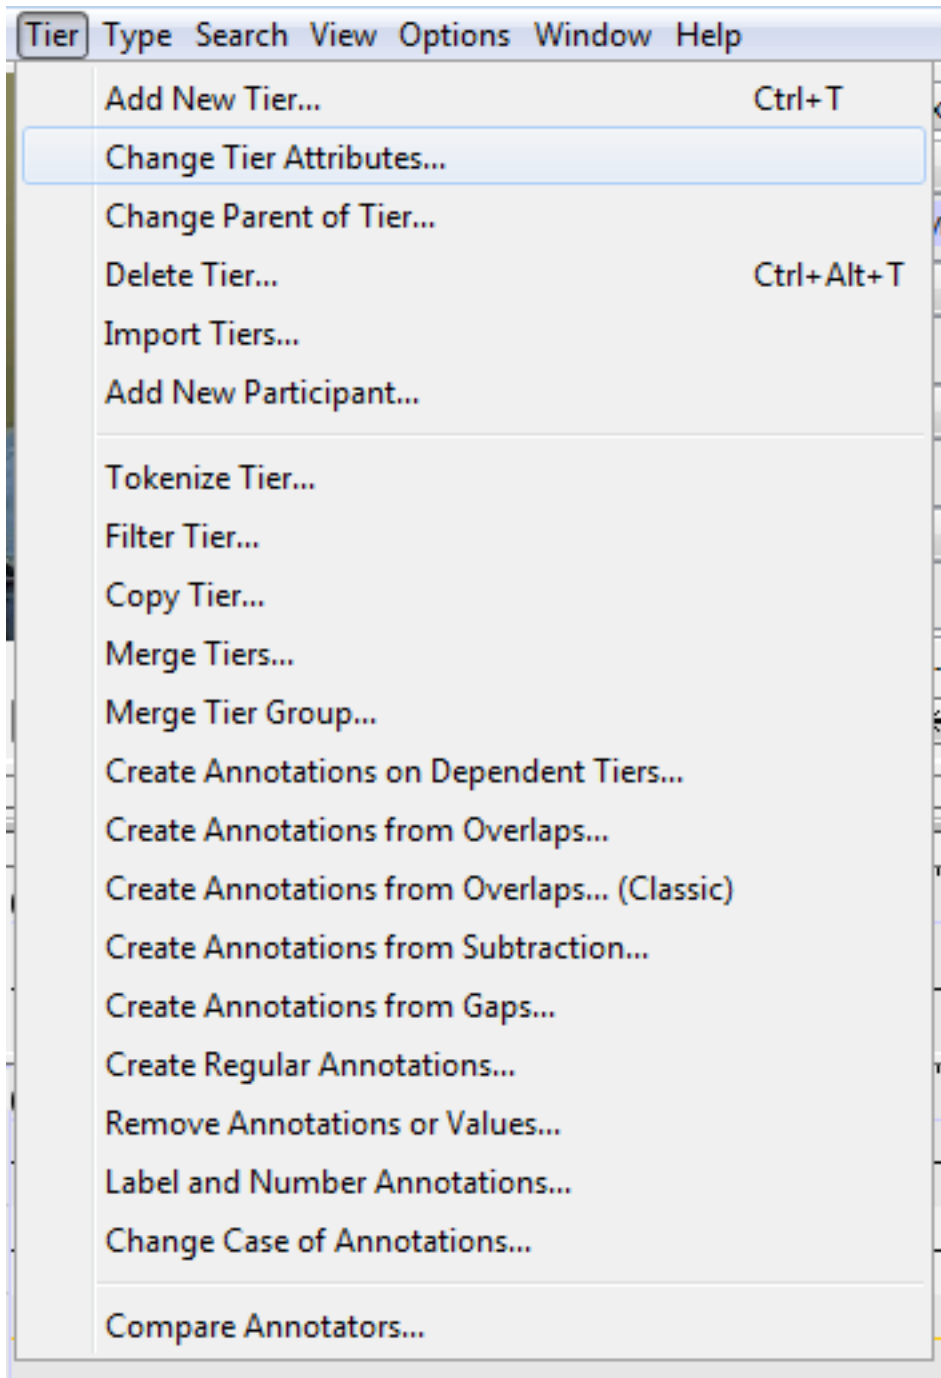 Tier Type Search View Options Window Help
Add New Tier... Ctrl+T
Change Tier Attributes...
Change Parent of Tier...
Delete Tier... Ctrl+Alt+T
Import Tiers...
Add New Participant...
Tokenize Tier...
Filter Tier...
Copy Tier...
Merge Tiers...
Merge Tier Group...
Create Annotations on Dependent Tiers...
Create Annotations from Overlaps...
Create Annotations from Overlaps... (Classic)
Create Annotations from Subtraction...
Create Annotations from Gaps...
Create Regular Annotations...
Remove Annotations or Values...
Label and Number Annotations...
Change Case of Annotations...
Compare Annotators...